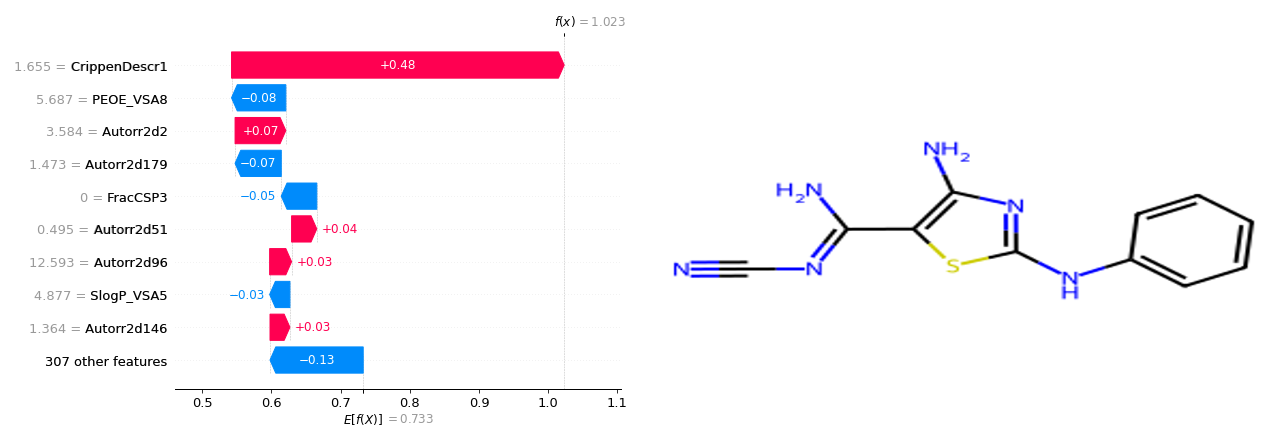 f(x) = 1.023
1.655 = CrippenDescr1
+0.48
5.687 = PEOE_VSA8
−0.08
3.584 = Autorr2d2
+0.07
1.473 = Autorr2d179
−0.07
0 = FracCSP3
−0.05
0.495 = Autorr2d51
+0.04
12.593 = Autorr2d96
+0.03
4.877 = SlogP_VSA5
−0.03
1.364 = Autorr2d146
+0.03
307 other features
−0.13
0.5 0.6 0.7 0.8 0.9 1.0 1.1
E[f(X)] = 0.733
NH2
H2N
N
N
N
S
N
H